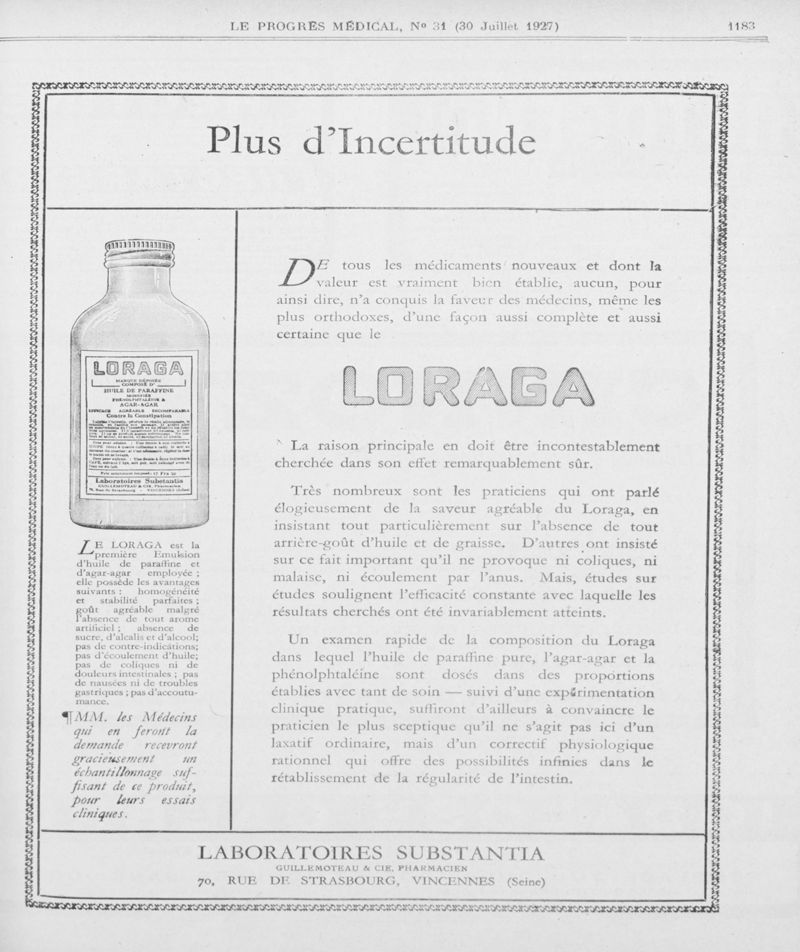 LE PROGRÈS MÉDICAL, No 31 (30 Juillet 1927)
1183
Plus d'Incertitude
LORAGA
MARQUE DÉPOSÉE
COMPOSÉ D'
HUILE DE PARAFFINE
PHÉNOLPHTALÉINE &
AGAR-AGAR
EFFICACE AGRÉABLE INCOMPARABLE
Contre la Constipation
Laboratoires Substantia
GUILLEMOTEAU & CIE, Pharmacien
LE LORAGA est la
première Emulsion
d'huile de paraffine et
d'agar-agar employée ;
elle possède les avantages
suivants : homogénéité
et stabilité parfaites ;
goût agréable malgré
l'absence de tout arome
artificiel ; absence de
sucre, d'alcalis et d'alcool;
pas de contre-indications;
pas d'écoulement d'huile;
pas de coliques ni de
douleurs intestinales ; pas
de nausées ni de troubles
gastriques ; pas d'accoutu-
mance.
¶ MM. les Médecins
qui en feront la
demande recevront
gracieusement un
échantillonnage suf-
fisant de ce produit,
pour leurs essais
cliniques.
DE tous les médicaments nouveaux et dont la
valeur est vraiment bien établie, aucun, pour
ainsi dire, n'a conquis la faveur des médecins, même les
plus orthodoxes, d'une façon aussi complète et aussi
certaine que le
LORAGA
La raison principale en doit être incontestablement
cherchée dans son effet remarquablement sûr.
Très nombreux sont les praticiens qui ont parlé
élogieusement de la saveur agréable du Loraga, en
insistant tout particulièrement sur l'absence de tout
arrière-goût d'huile et de graisse. D'autres ont insisté
sur ce fait important qu'il ne provoque ni coliques, ni
malaise, ni écoulement par l'anus. Mais, études sur
études soulignent l'efficacité constante avec laquelle les
résultats cherchés ont été invariablement atteints.
Un examen rapide de la composition du Loraga
dans lequel l'huile de paraffine pure, l'agar-agar et la
phénolphtaléine sont dosés dans des proportions
établies avec tant de soin — suivi d'une expérimentation
clinique pratique, suffiront d'ailleurs à convaincre le
praticien le plus sceptique qu'il ne s'agit pas ici d'un
laxatif ordinaire, mais d'un correctif physiologique
rationnel qui offre des possibilités infinies dans le
rétablissement de la régularité de l'intestin.
LABORATOIRES SUBSTANTIA
GUILLEMOTEAU & CIE, PHARMACIEN
70, RUE DE STRASBOURG, VINCENNES (Seine)